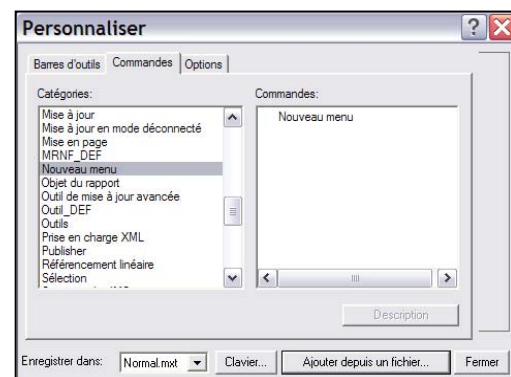 Personnaliser
Barres d'outils Commandes Options
Catégories:
Commandes:
Mise à jour
Mise à jour en mode déconnecté
Mise en page
MRNF_DEF
Nouveau menu
Objet du rapport
Outil de mise à jour avancée
Outil_DEF
Outils
Prise en charge XML
Publisher
Référencement linéaire
Sélection
Nouveau menu
Description
Enregistrer dans: Normal.mxt Clavier... Ajouter depuis un fichier... Fermer